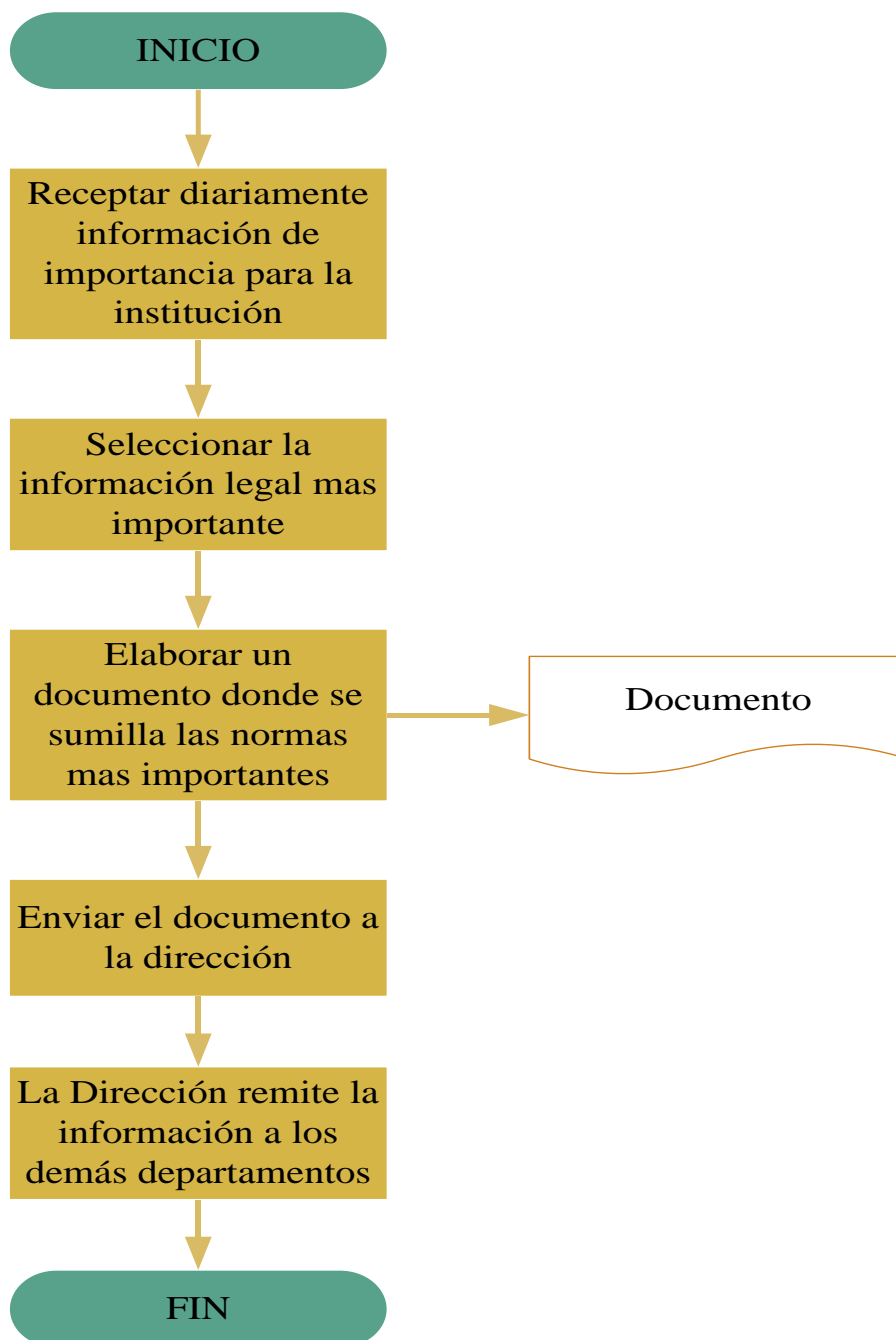 INICIO
Receptar diariamente
información de
importancia para la
institución
Seleccionar la
información legal mas
importante
Elaborar un
documento donde se
sumilla las normas
mas importantes
Documento
Enviar el documento a
la dirección
La Dirección remite la
información a los
demás departamentos
FIN